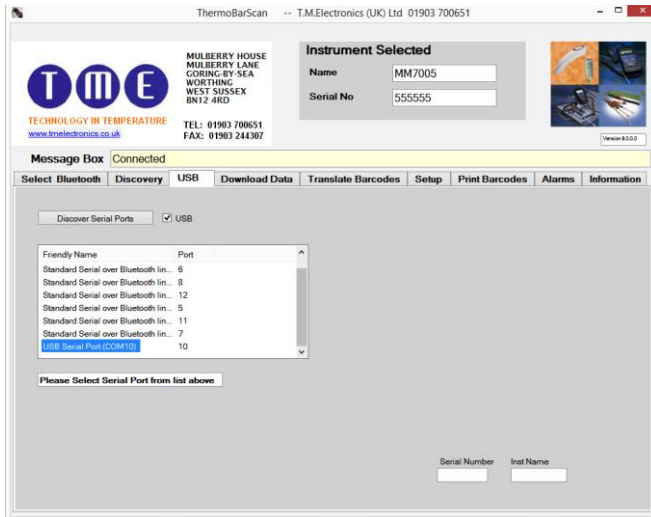 ThermoBarScan -- T.M.Electronics (UK) Ltd 01903 700651
TME
TECHNOLOGY IN TEMPERATURE
www.tmelectronics.co.uk
MULBERRY HOUSE
MULBERRY LANE
GORING-BY-SEA
WORTHING
WEST SUSSEX
BN12 4RD
TEL: 01903 700651
FAX: 01903 244307
Instrument Selected
Name MM7005
Serial No 555555
Version 8.0.0.0
Message Box Connected
Select Bluetooth Discovery USB Download Data Translate Barcodes Setup Print Barcodes Alarms Information
Discover Serial Ports USB
Friendly Name Port
Standard Serial over Bluetooth lin... 6
Standard Serial over Bluetooth lin... 8
Standard Serial over Bluetooth lin... 12
Standard Serial over Bluetooth lin... 5
Standard Serial over Bluetooth lin... 11
Standard Serial over Bluetooth lin... 7
USB Serial Port (COM10) 10
Please Select Serial Port from list above
Serial Number Inst Name